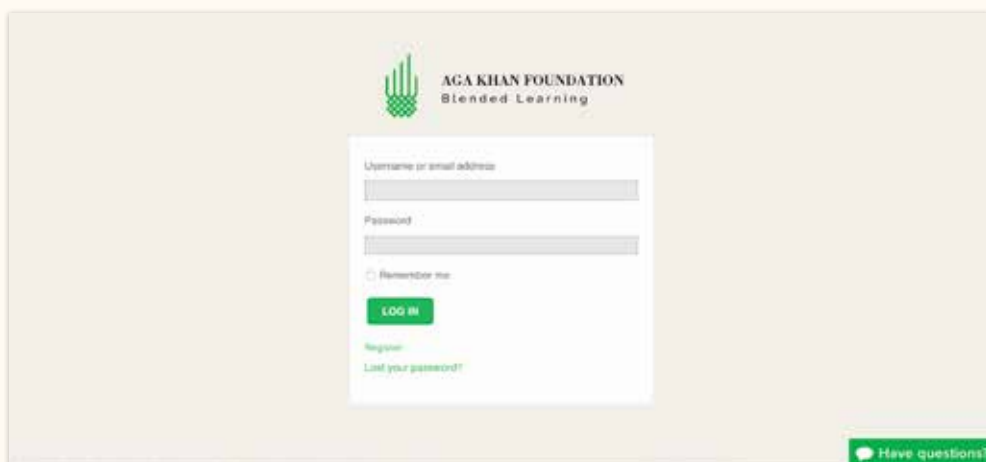 AGA KHAN FOUNDATION
Blended Learning
Username or email address
Password
Remember me
LOG IN
Register
Lost your password?
Have questions?